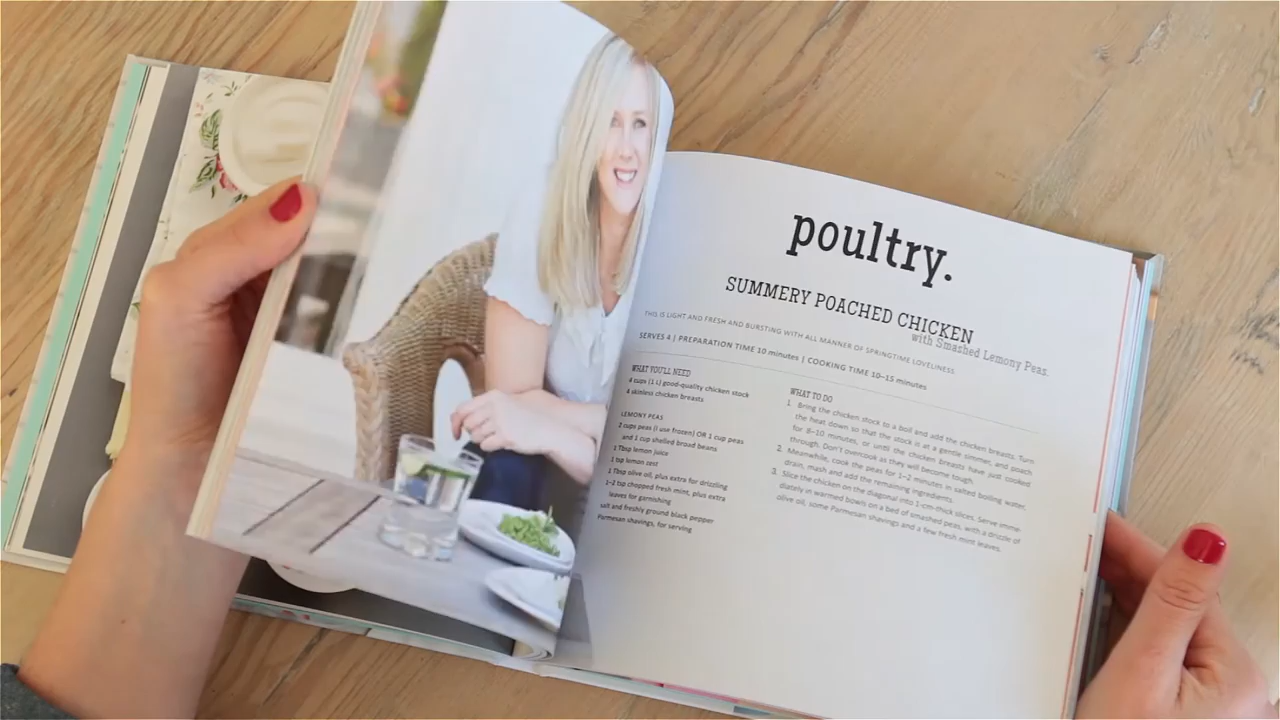 poultry.
SUMMERY POACHED CHICKEN
with Smashed Lemony Peas.
THIS IS LIGHT AND FRESH AND BURSTING WITH ALL MANNER OF SPRINGTIME LOVELINESS
SERVES 4 | PREPARATION TIME 10 minutes | COOKING TIME 10–15 minutes
WHAT YOU'LL NEED
4 cups (1 L) good-quality chicken stock
4 skinless chicken breasts
LEMONY PEAS
2 cups peas (I use frozen) OR 1 cup peas
and 1 cup shelled broad beans
1 Tbsp lemon juice
1 tsp lemon zest
1 Tbsp olive oil, plus extra for drizzling
1–2 tsp chopped fresh mint, plus extra
leaves for garnishing
salt and freshly ground black pepper
Parmesan shavings, for serving
WHAT TO DO
1. Bring the chicken stock to a boil and add the chicken breasts. Turn
the heat down so that the stock is at a gentle simmer, and poach
for 8–10 minutes, or until the chicken breasts have just cooked
through. Don't overcook as they will become tough.
2. Meanwhile, cook the peas for 1–2 minutes in salted boiling water,
drain, mash and add the remaining ingredients.
3. Slice the chicken on the diagonal into 1-cm-thick slices. Serve imme-
diately in warmed bowls on a bed of smashed peas, with a drizzle of
olive oil, some Parmesan shavings and a few fresh mint leaves.